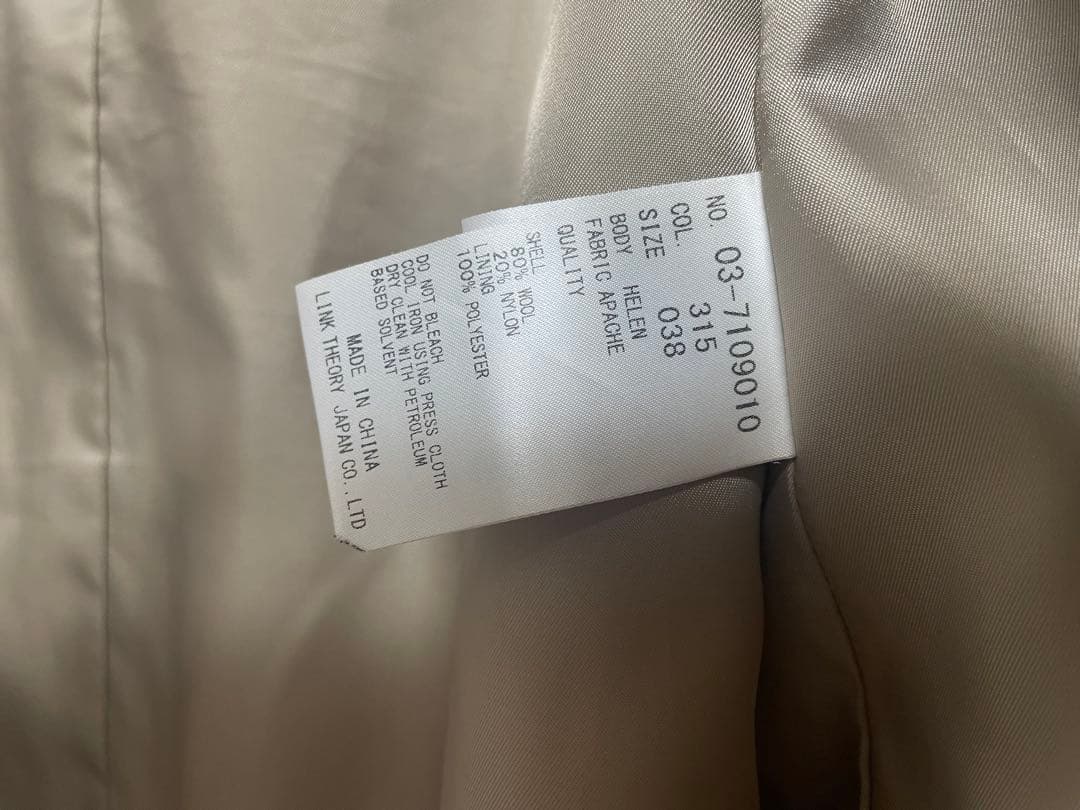 NO. 03-7109010
COL. 315
SIZE 038
BODY HELEN
FABRIC APACHE
QUALITY
SHELL
80% WOOL
20% NYLON
LINING
100% POLYESTER
DO NOT BLEACH
COOL IRON USING PRESS CLOTH
DRY CLEAN WITH PETROLEUM
BASED SOLVENT
MADE IN CHINA
LINK THEORY JAPAN CO., LTD